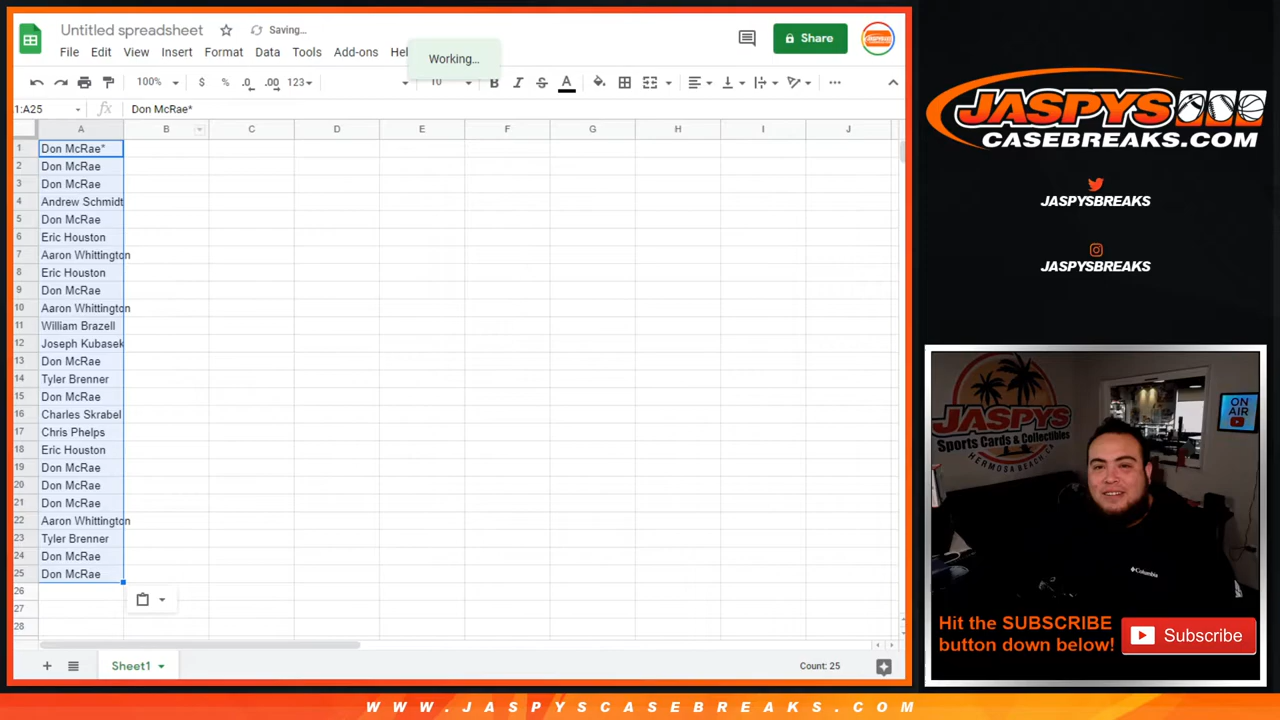 Untitled spreadsheet
Saving...
File Edit View Insert Format Data Tools Add-ons Hel
Working...
Share
100% $ % .0 .00 123 10 B I S A
1:A25 fx Don McRae*
A B C D E F G H I J
1 Don McRae*
2 Don McRae
3 Don McRae
4 Andrew Schmidt
5 Don McRae
6 Eric Houston
7 Aaron Whittington
8 Eric Houston
9 Don McRae
10 Aaron Whittington
11 William Brazell
12 Joseph Kubasek
13 Don McRae
14 Tyler Brenner
15 Don McRae
16 Charles Skrabel
17 Chris Phelps
18 Eric Houston
19 Don McRae
20 Don McRae
21 Don McRae
22 Aaron Whittington
23 Tyler Brenner
24 Don McRae
25 Don McRae
26
27
28
Sheet1
Count: 25
JASPYS
CASEBREAKS.COM
JASPYSBREAKS
JASPYSBREAKS
JASPYS
Sports Cards & Collectibles
HERMOSA BEACH, CA
ON
AIR
Columbia
Hit the SUBSCRIBE
button down below!
Subscribe
WWW.JASPYSCASEBREAKS.COM